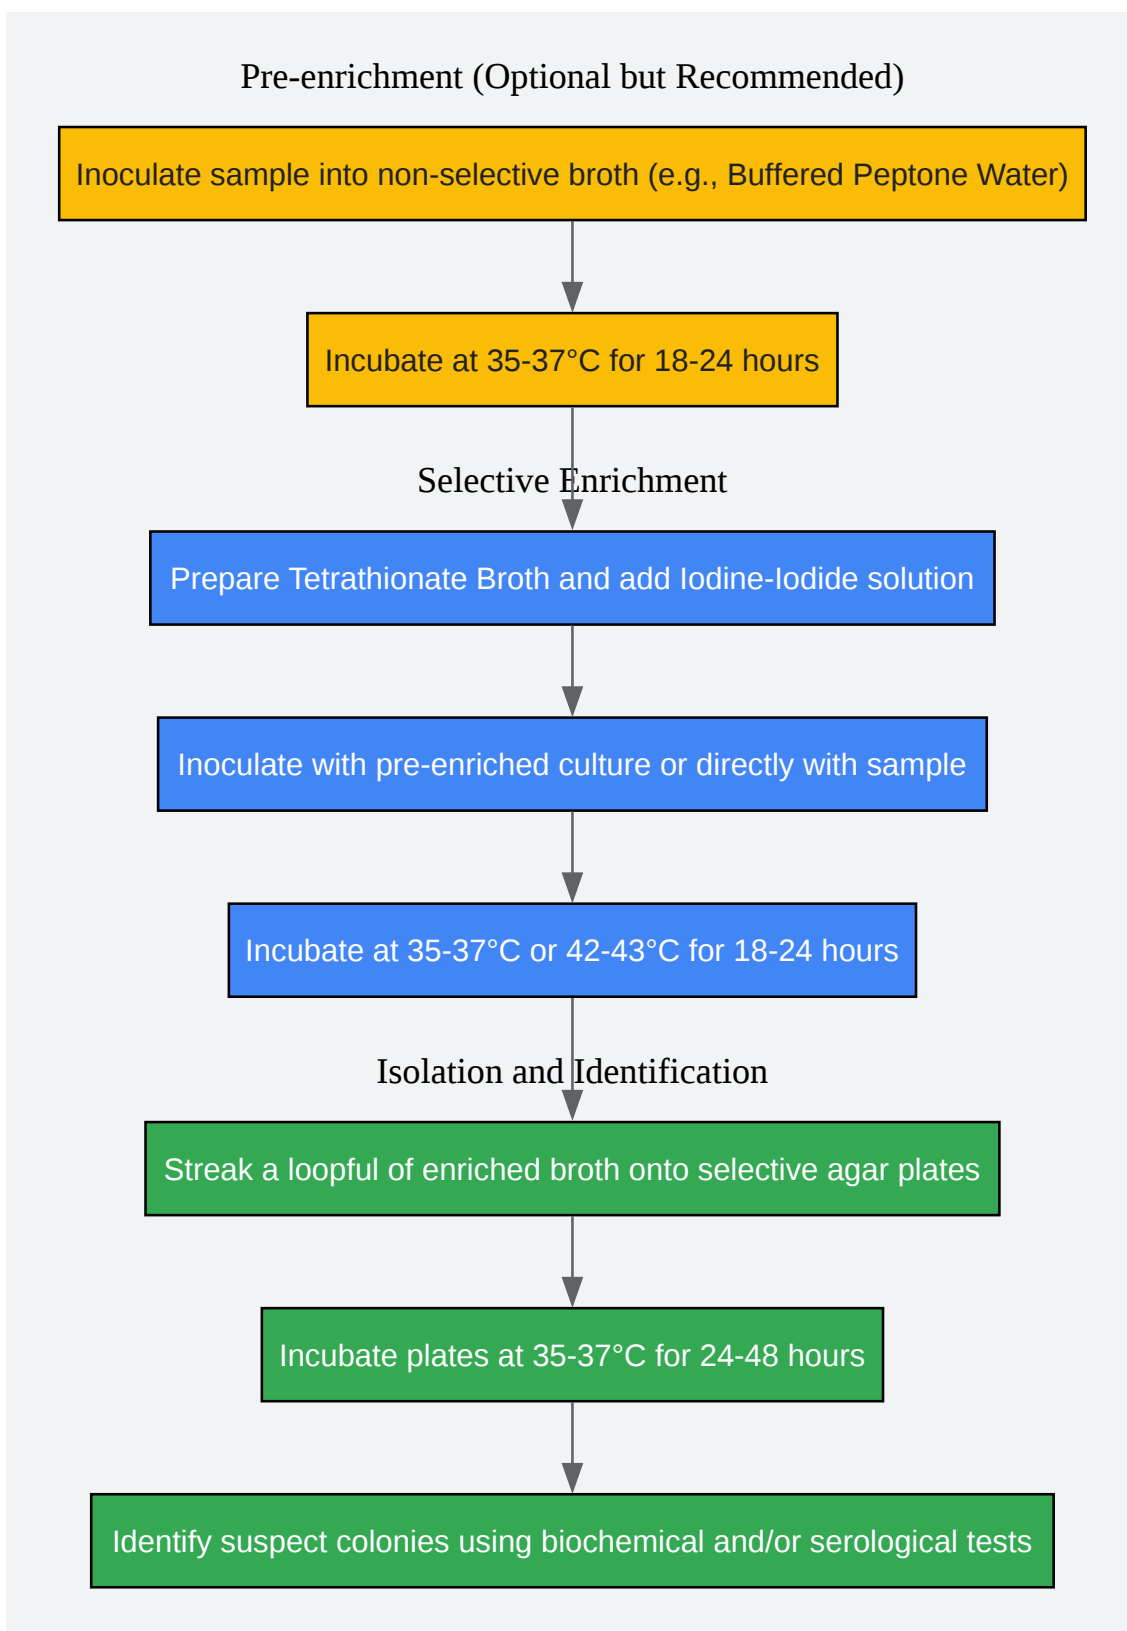 Pre-enrichment (Optional but Recommended)
Inoculate sample into non-selective broth (e.g., Buffered Peptone Water)
Incubate at 35-37°C for 18-24 hours
Selective Enrichment
Prepare Tetrathionate Broth and add Iodine-Iodide solution
Inoculate with pre-enriched culture or directly with sample
Incubate at 35-37°C or 42-43°C for 18-24 hours
Isolation and Identification
Streak a loopful of enriched broth onto selective agar plates
Incubate plates at 35-37°C for 24-48 hours
Identify suspect colonies using biochemical and/or serological tests